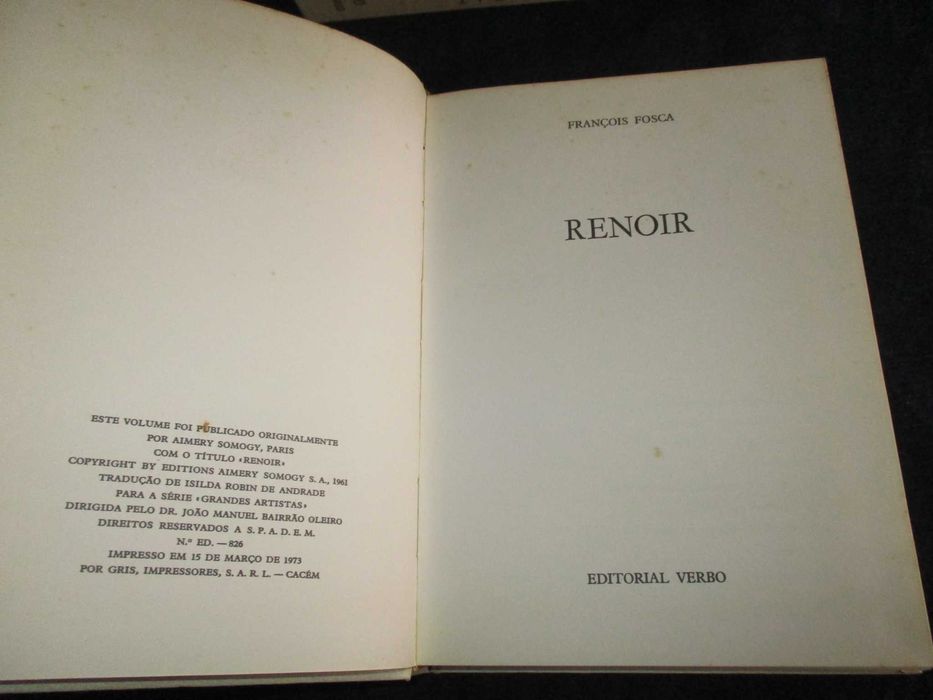 ESTE VOLUME FOI PUBLICADO ORIGINALMENTE
POR AIMERY SOMOGY, PARIS
COM O TÍTULO «RENOIR»
COPYRIGHT BY EDITIONS AIMERY SOMOGY S. A., 1961
TRADUÇÃO DE ISILDA ROBIN DE ANDRADE
PARA A SÉRIE «GRANDES ARTISTAS»
DIRIGIDA PELO DR. JOÃO MANUEL BAIRRÃO OLEIRO
DIREITOS RESERVADOS A S. P. A. D. E. M.
N.º ED. — 826
IMPRESSO EM 15 DE MARÇO DE 1973
POR GRIS, IMPRESSORES, S. A. R. L. — CACÉM
FRANÇOIS FOSCA
RENOIR
EDITORIAL VERBO